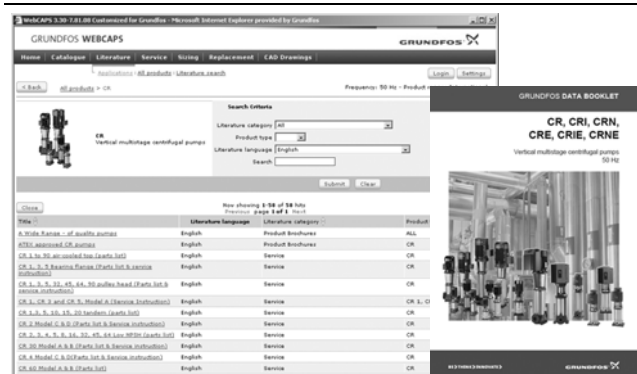 WebCAPS 3.30-7.01.00 Customized for Grundfos - Microsoft Internet Explorer provided by Grundfos
GRUNDFOS WEBCAPS
GRUNDFOS
Home Catalogue Literature Service Sizing Replacement CAD Drawings
Applications · All products · Literature search
Login Settings
< Back All products > CR
Frequency: 50 Hz - Product
Search Criteria
Literature category All
Product type
Literature language English
Search
CR
Vertical multistage centrifugal pumps
Submit Clear
Close
Now showing 1-58 of 58 hits
Previous page 1 of 1 Next
Title Literature language Literature category Product
A Wide Range - of quality pumps English Product brochures ALL
ATEX approved CR pumps English Product brochures CR
CR 1 to 90 air-cooled top (parts list) English Service CR
CR 1, 3, 5 Bearing flange (Parts list & service instruction) English Service CR
CR 1, 3, 5, 32, 45, 64, 90 pulley head (Parts list & service instruction) English Service CR
CR 1, CR 3 and CR 5, Model A (Service Instruction) English Service CR 1, C
CR 1,3, 5, 10, 15, 20 tandem (parts list) English Service CR
CR 2 Model C & D (Parts list & Service instruction) English Service CR
CR 2, 3, 4, 5, 8, 16, 32, 45, 64 Low NPSH (parts list) English Service CR
CR 30 Model A & B (Parts list & Service instruction) English Service CR
CR 4 Model C & D(Parts list & Service instruction) English Service CR
CR 60 Model A & B (Parts list) English Service CR
GRUNDFOS DATA BOOKLET
CR, CRI, CRN,
CRE, CRIE, CRNE
Vertical multistage centrifugal pumps
50 Hz
GRUNDFOS